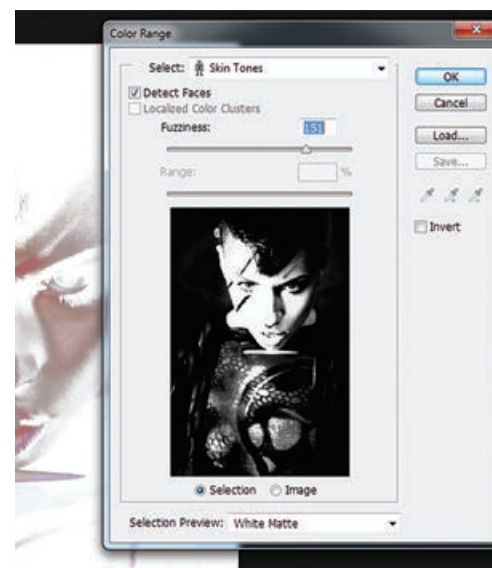 Color Range
Select: Skin Tones
OK
Detect Faces
Cancel
Localized Color Clusters
Fuzziness: 151
Load...
Range: %
Save...
Invert
Selection Image
Selection Preview: White Matte